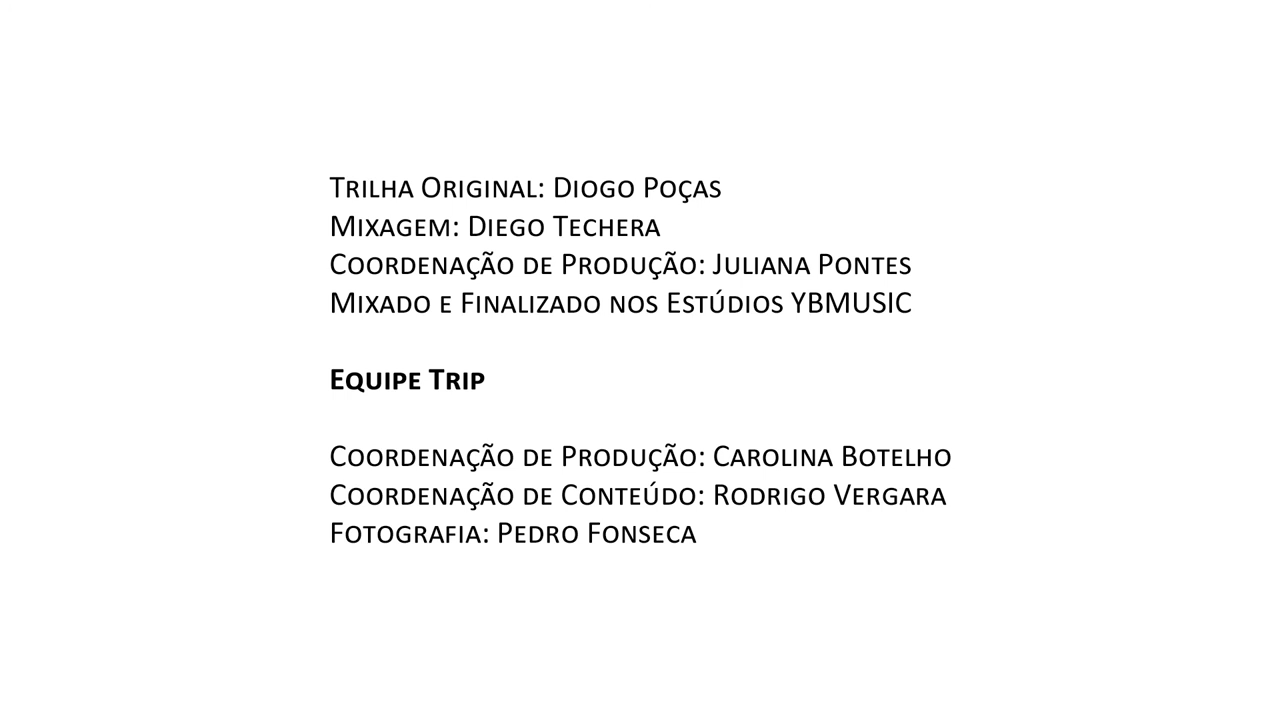 Trilha Original: Diogo Poças
Mixagem: Diego Techera
Coordenação de Produção: Juliana Pontes
Mixado e Finalizado nos Estúdios YBMUSIC
Equipe Trip
Coordenação de Produção: Carolina Botelho
Coordenação de Conteúdo: Rodrigo Vergara
Fotografia: Pedro Fonseca